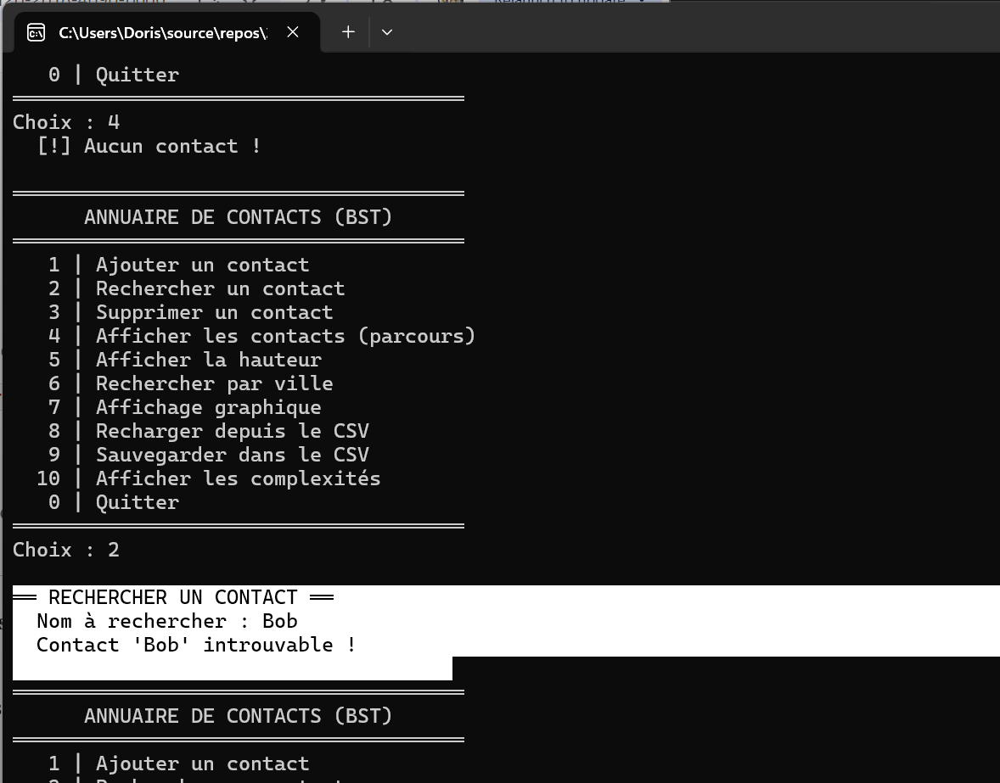 C:\Users\Doris\source\repos\
0 | Quitter
Choix : 4
[!] Aucun contact !
ANNUAIRE DE CONTACTS (BST)
1 | Ajouter un contact
2 | Rechercher un contact
3 | Supprimer un contact
4 | Afficher les contacts (parcours)
5 | Afficher la hauteur
6 | Rechercher par ville
7 | Affichage graphique
8 | Recharger depuis le CSV
9 | Sauvegarder dans le CSV
10 | Afficher les complexités
0 | Quitter
Choix : 2
══ RECHERCHER UN CONTACT ══
Nom à rechercher : Bob
Contact 'Bob' introuvable !
ANNUAIRE DE CONTACTS (BST)
1 | Ajouter un contact